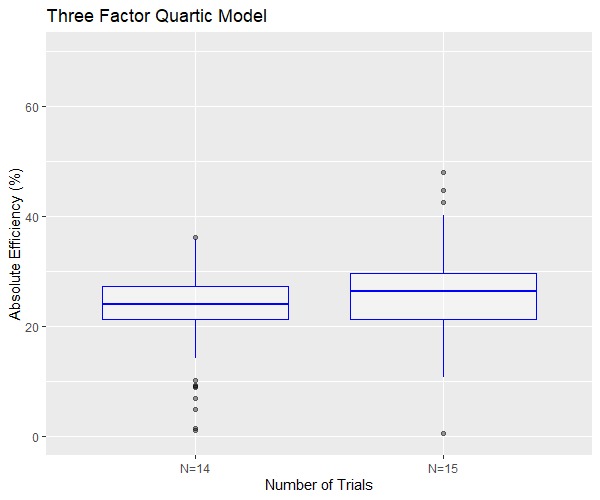 Three Factor Quartic Model
Absolute Efficiency (%)
60
40
20
0
N=14
N=15
Number of Trials